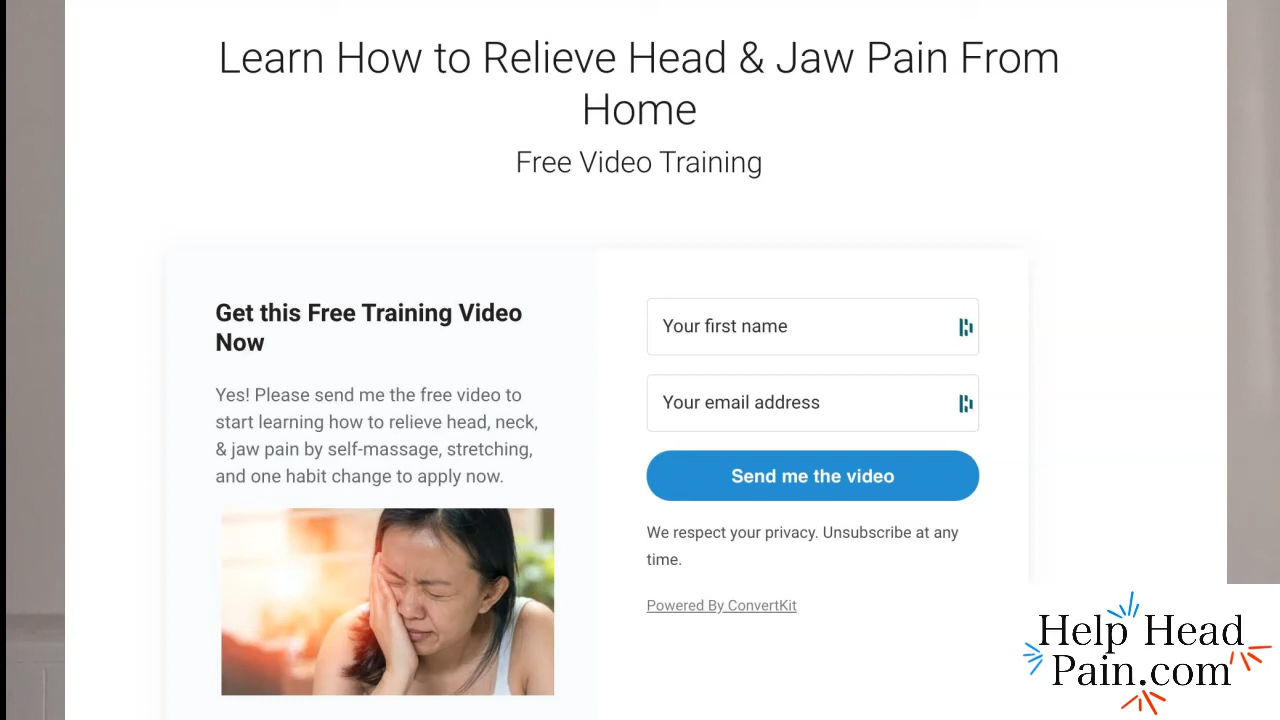 Learn How to Relieve Head & Jaw Pain From
Home
Free Video Training
Get this Free Training Video
Now
Yes! Please send me the free video to
start learning how to relieve head, neck,
& jaw pain by self-massage, stretching,
and one habit change to apply now.
Your first name
Your email address
Send me the video
We respect your privacy. Unsubscribe at any
time.
Powered By ConvertKit
Help Head
Pain.com